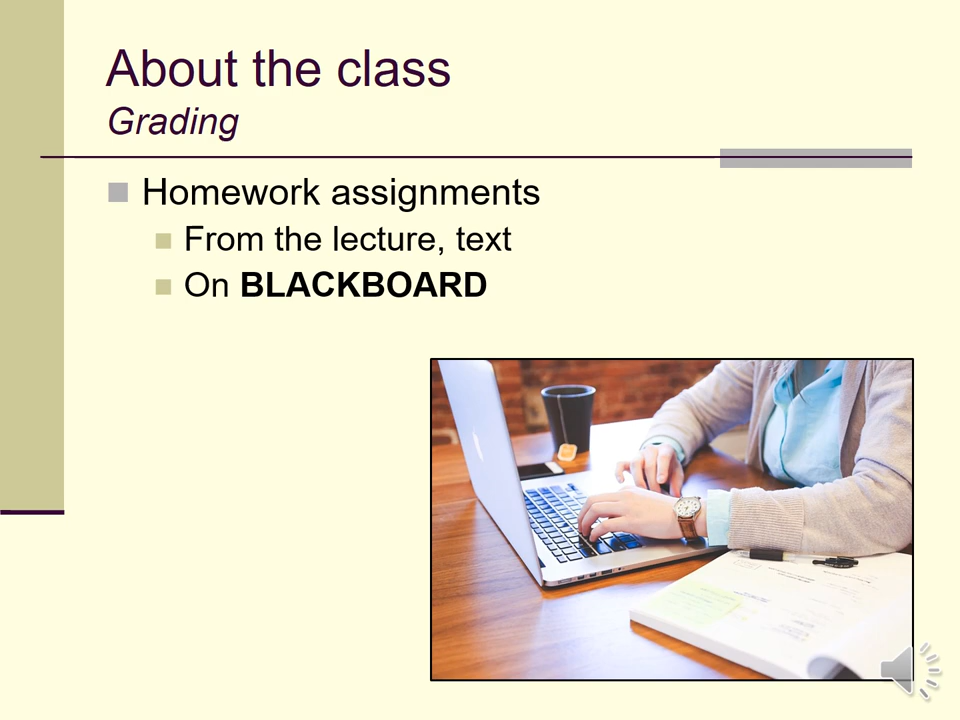 About the class
Grading
Homework assignments
From the lecture, text
On BLACKBOARD